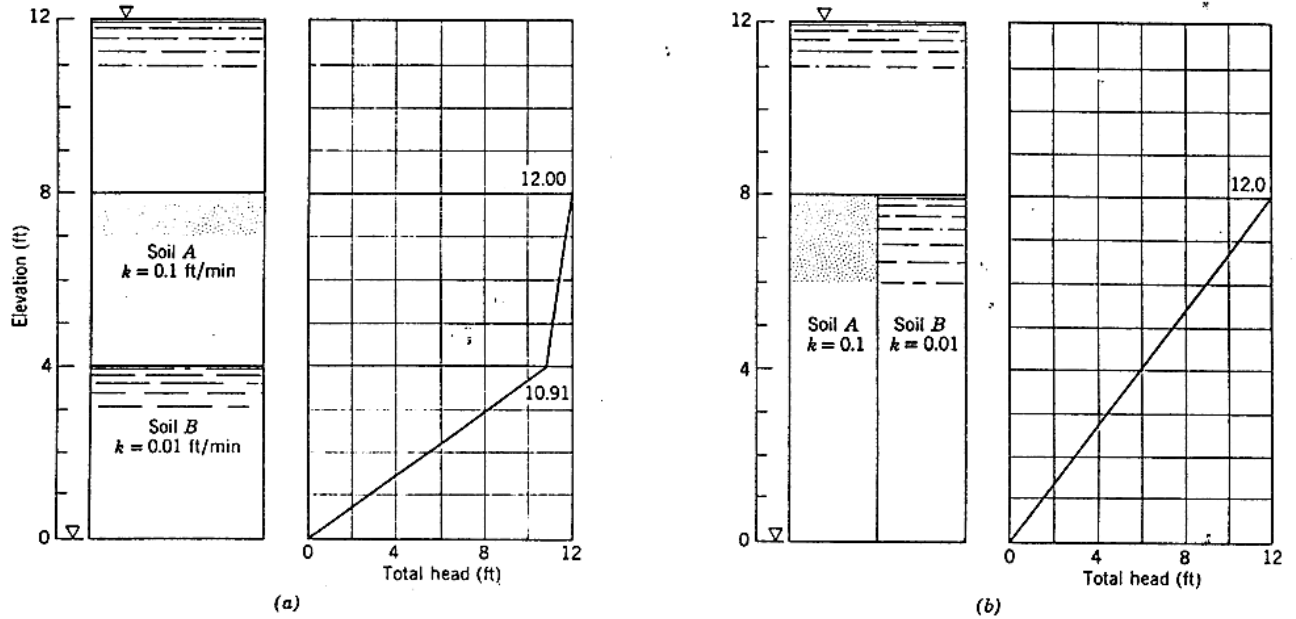 12
8
4
0
Elevation (ft)
Soil A
k = 0.1 ft/min
Soil B
k = 0.01 ft/min
12.00
10.91
0 4 8 12
Total head (ft)
(a)
12
8
4
0
Soil A
k = 0.1
Soil B
k = 0.01
12.0
0 4 8 12
Total head (ft)
(b)